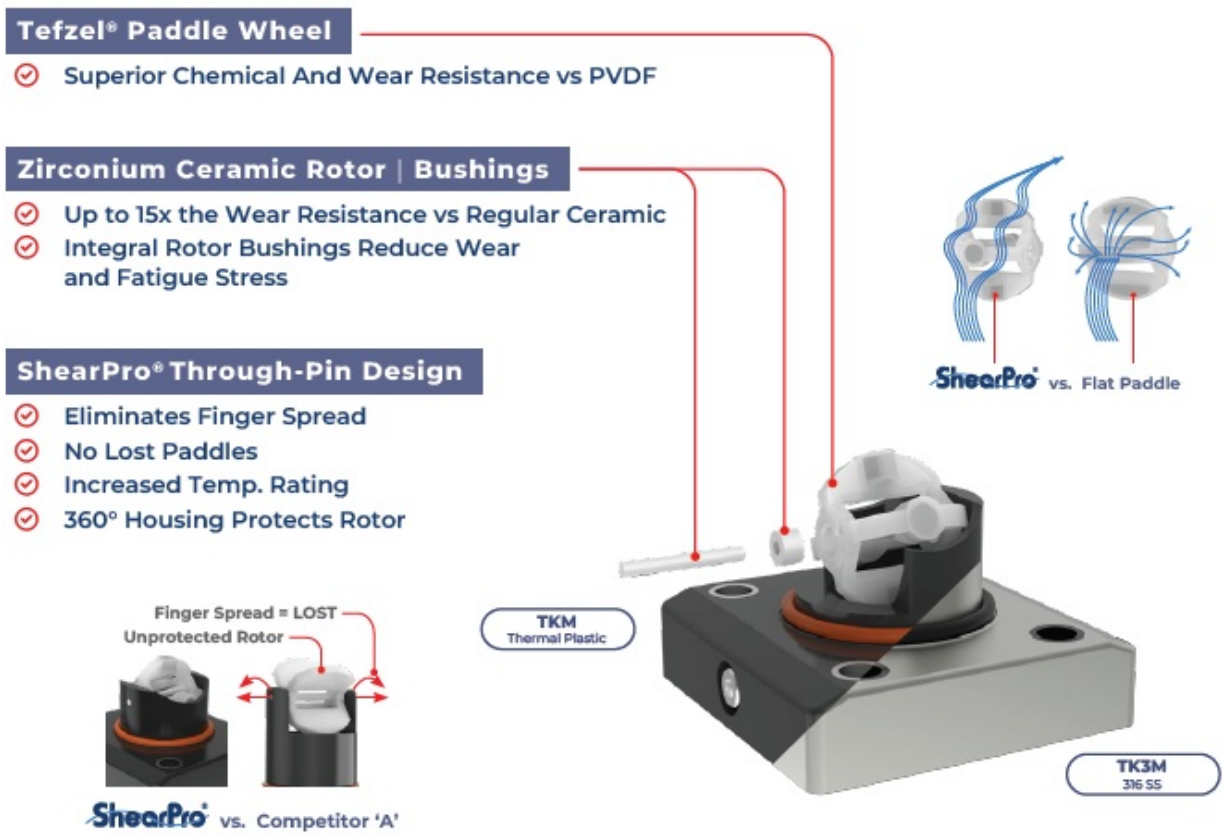 Tefzel® Paddle Wheel
Superior Chemical And Wear Resistance vs PVDF
Zirconium Ceramic Rotor | Bushings
Up to 15x the Wear Resistance vs Regular Ceramic
Integral Rotor Bushings Reduce Wear
and Fatigue Stress
ShearPro® Through-Pin Design
Eliminates Finger Spread
No Lost Paddles
Increased Temp. Rating
360° Housing Protects Rotor
ShearPro® vs. Flat Paddle
TKM
Thermal Plastic
TK3M
316 SS
Finger Spread = LOST
Unprotected Rotor
ShearPro® vs. Competitor ‘A’